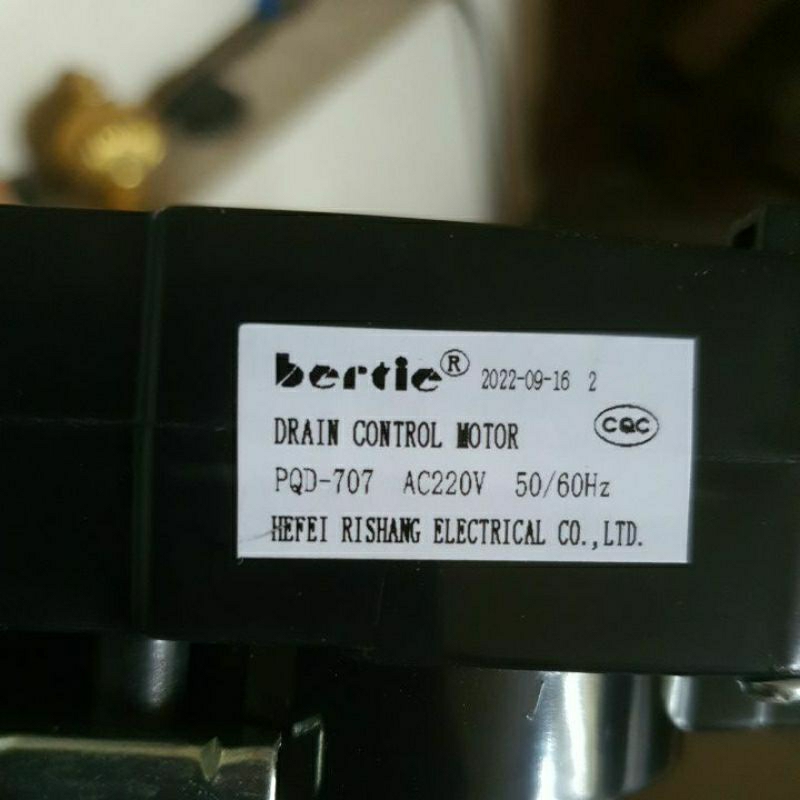 bertie® 2022-09-16 2
DRAIN CONTROL MOTOR CQC
PQD-707 AC220V 50/60Hz
HEFEI RISHANG ELECTRICAL CO.,LTD.